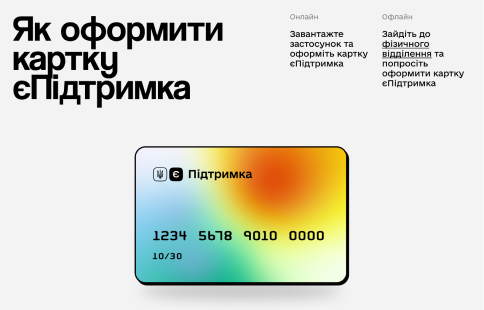 Як оформити
картку
єПідтримка
Онлайн
Завантажте
застосунок та
оформіть картку
єПідтримка
Офлайн
Зайдіть до
фізичного
відділення та
попросіть
оформити картку
єПідтримка
Є Підтримка
1234 5678 9010 0000
10/30